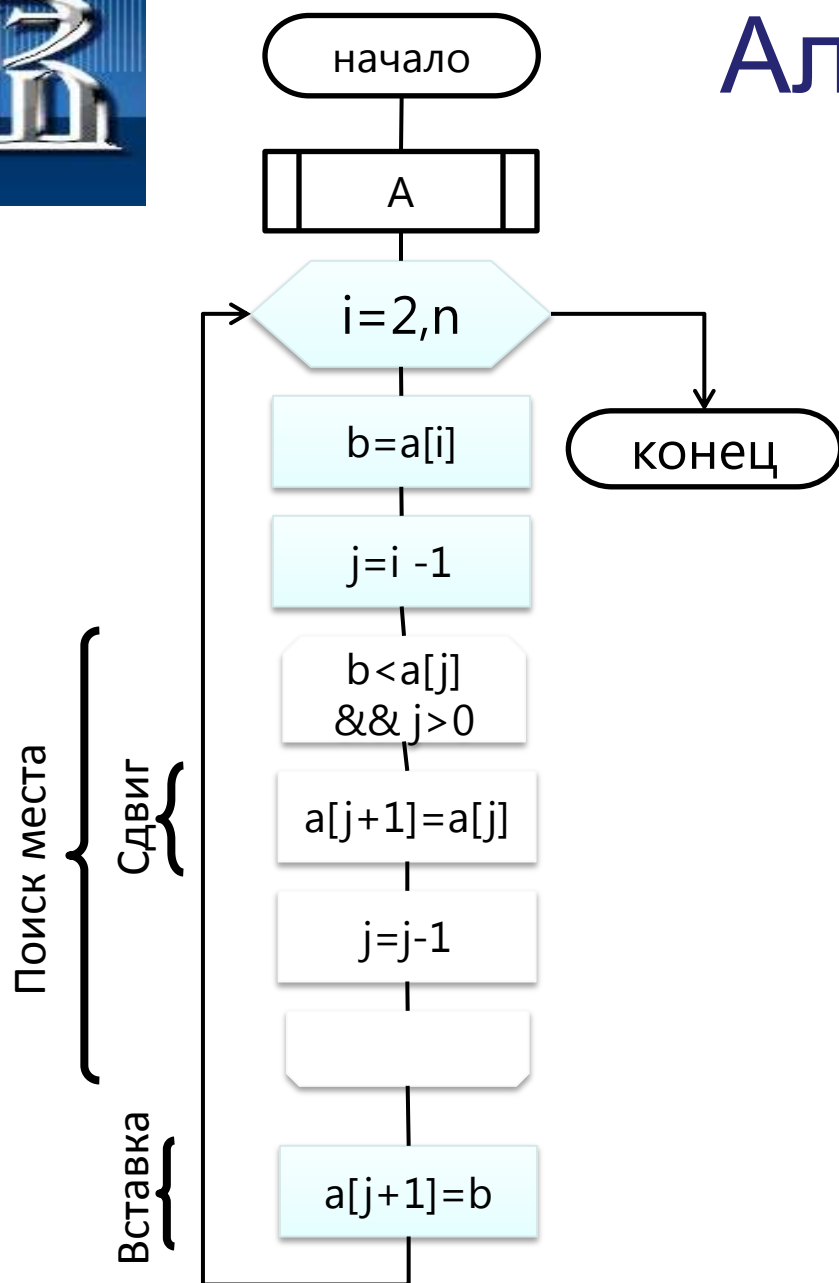 начало
Ал
A
i=2,n
b=a[i]
конец
j=i -1
b<a[j]
&& j>0
Поиск места
Сдвиг
a[j+1]=a[j]
j=j-1
Вставка
a[j+1]=b